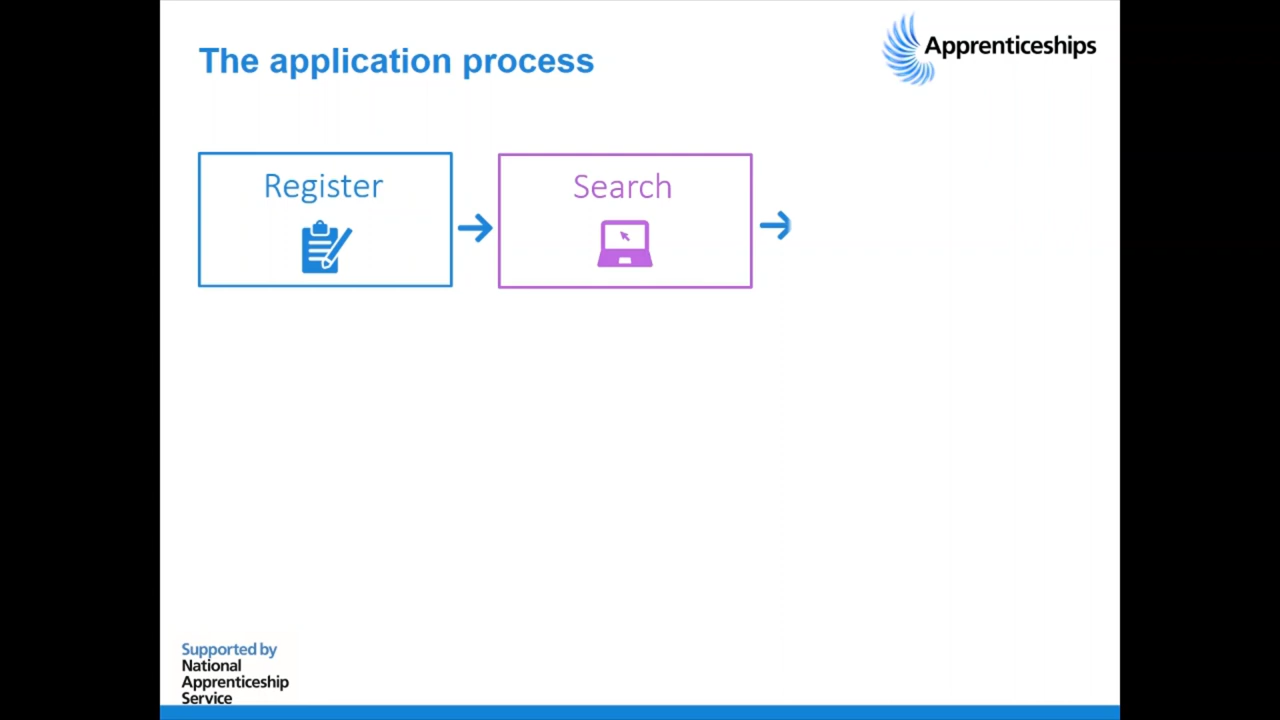 The application process
Apprenticeships
Register
Search
Supported by
National
Apprenticeship
Service